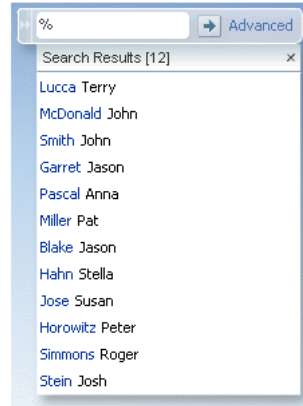 % Advanced
Search Results [12]
Lucca Terry
McDonald John
Smith John
Garret Jason
Pascal Anna
Miller Pat
Blake Jason
Hahn Stella
Jose Susan
Horowitz Peter
Simmons Roger
Stein Josh